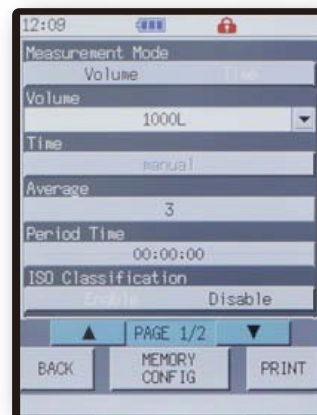 12:09
Measurement Mode
Volume Time
Volume
1000L
Time
manual
Average
3
Period Time
00:00:00
ISO Classification
Enable Disable
PAGE 1/2
BACK MEMORY CONFIG PRINT